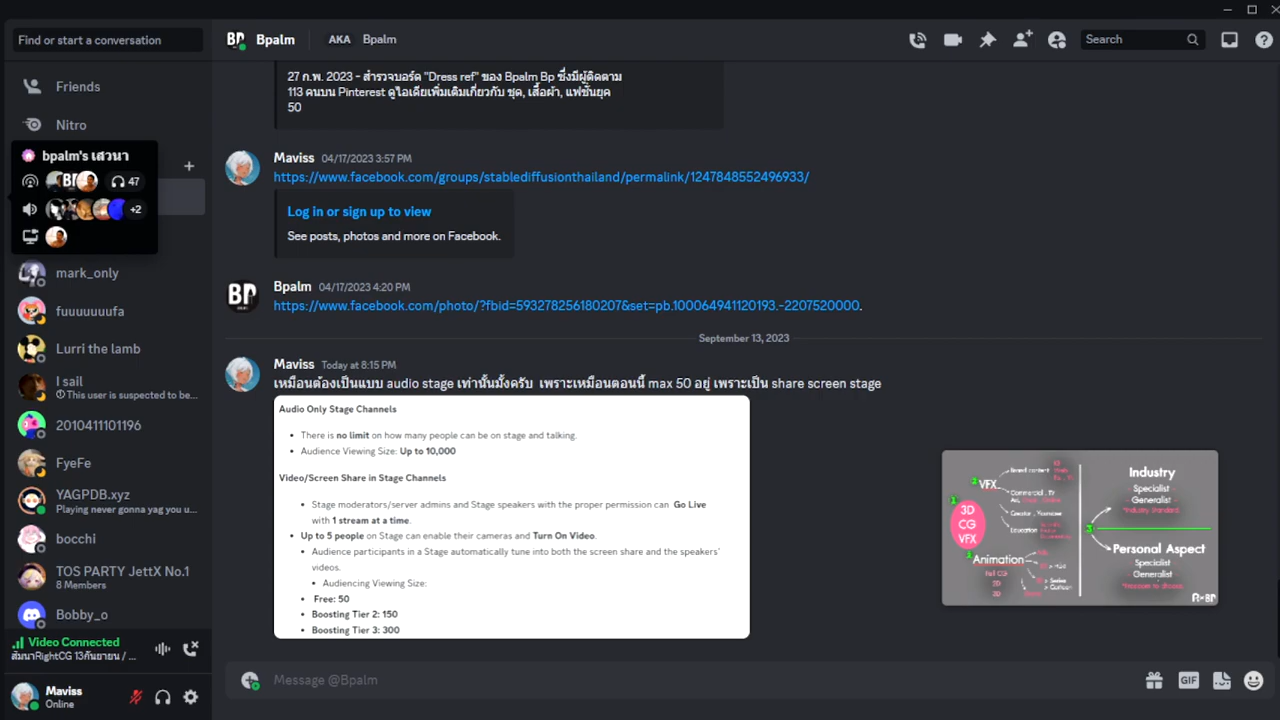 Find or start a conversation
BP Bpalm AKA Bpalm
Search
Friends
Nitro
bpalm's เสวนา
47
+2
mark_only
fuuuuuuufa
Lurri the lamb
I sail
This user is suspected to be...
2010411101196
FyeFe
YAGPDB.xyz
Playing never gonna yag you u...
bocchi
TOS PARTY JettX No.1
8 Members
Bobby_o
Video Connected
สัมนาRightCG 13กันยายน / ...
Maviss
Online
27 ก.พ. 2023 - สำรวจบอร์ด "Dress ref" ของ Bpalm Bp ซึ่งมีผู้ติดตาม
113 คนบน Pinterest ดูไอเดียเพิ่มเติมเกี่ยวกับ ชุด, เสื้อผ้า, แฟชั่นยุค
50
Maviss 04/17/2023 3:57 PM
https://www.facebook.com/groups/stablediffusionthailand/permalink/1247848552496933/
Log in or sign up to view
See posts, photos and more on Facebook.
BP
Bpalm 04/17/2023 4:20 PM
https://www.facebook.com/photo/?fbid=593278256180207&set=pb.100064941120193.-2207520000.
September 13, 2023
Maviss Today at 8:15 PM
เหมือนต้องเป็นแบบ audio stage เท่านั้นมั้งครับ เพราะเหมือนตอนนี้ max 50 อยู่ เพราะเป็น share screen stage
Audio Only Stage Channels
There is no limit on how many people can be on stage and talking.
Audience Viewing Size: Up to 10,000
Video/Screen Share in Stage Channels
Stage moderators/server admins and Stage speakers with the proper permission can Go Live
with 1 stream at a time.
Up to 5 people on Stage can enable their cameras and Turn On Video.
Audience participants in a Stage automatically tune into both the screen share and the speakers'
videos.
Audiencing Viewing Size:
Free: 50
Boosting Tier 2: 150
Boosting Tier 3: 300
3D
CG
VFX
VFX
Animation
Industry
Specialist
Generalist
Industry Standard
Personal Aspect
Specialist
Generalist
Message @Bpalm
GIF